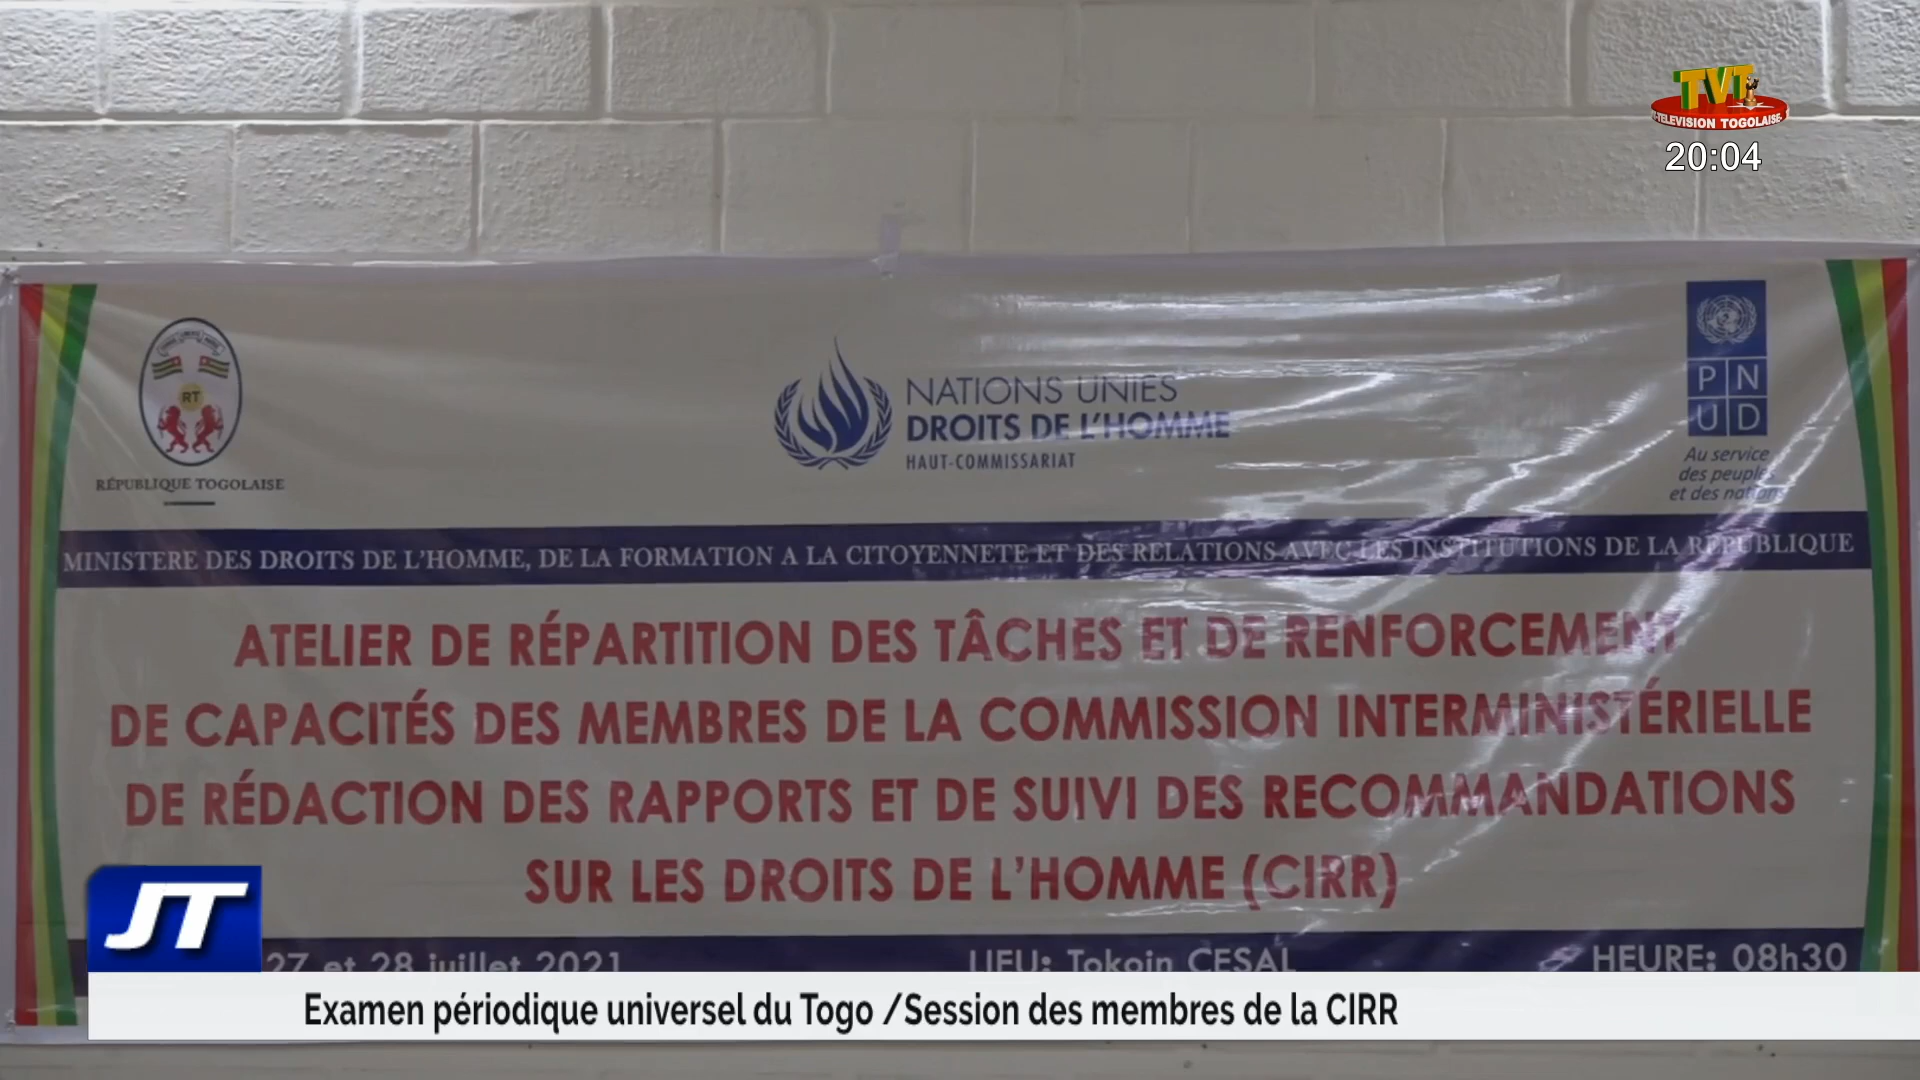 TVT
TELEVISION TOGOLAISE
20:04
RT
RÉPUBLIQUE TOGOLAISE
NATIONS UNIES
DROITS DE L'HOMME
HAUT-COMMISSARIAT
PN
UD
Au service
des peuples
et des nations
MINISTERE DES DROITS DE L'HOMME, DE LA FORMATION A LA CITOYENNETE ET DES RELATIONS AVEC LES INSTITUTIONS DE LA REPUBLIQUE
ATELIER DE RÉPARTITION DES TÂCHES ET DE RENFORCEMENT
DE CAPACITÉS DES MEMBRES DE LA COMMISSION INTERMINISTÉRIELLE
DE RÉDACTION DES RAPPORTS ET DE SUIVI DES RECOMMANDATIONS
SUR LES DROITS DE L'HOMME (CIRR)
27 et 28 juillet 2021 LIEU: Tokoin CESAL HEURE: 08h30
JT
Examen périodique universel du Togo /Session des membres de la CIRR